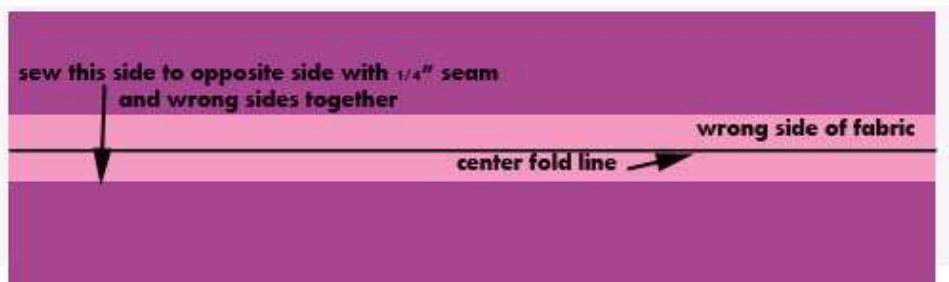 sew this side to opposite side with 1/4" seam
and wrong sides together
wrong side of fabric
center fold line